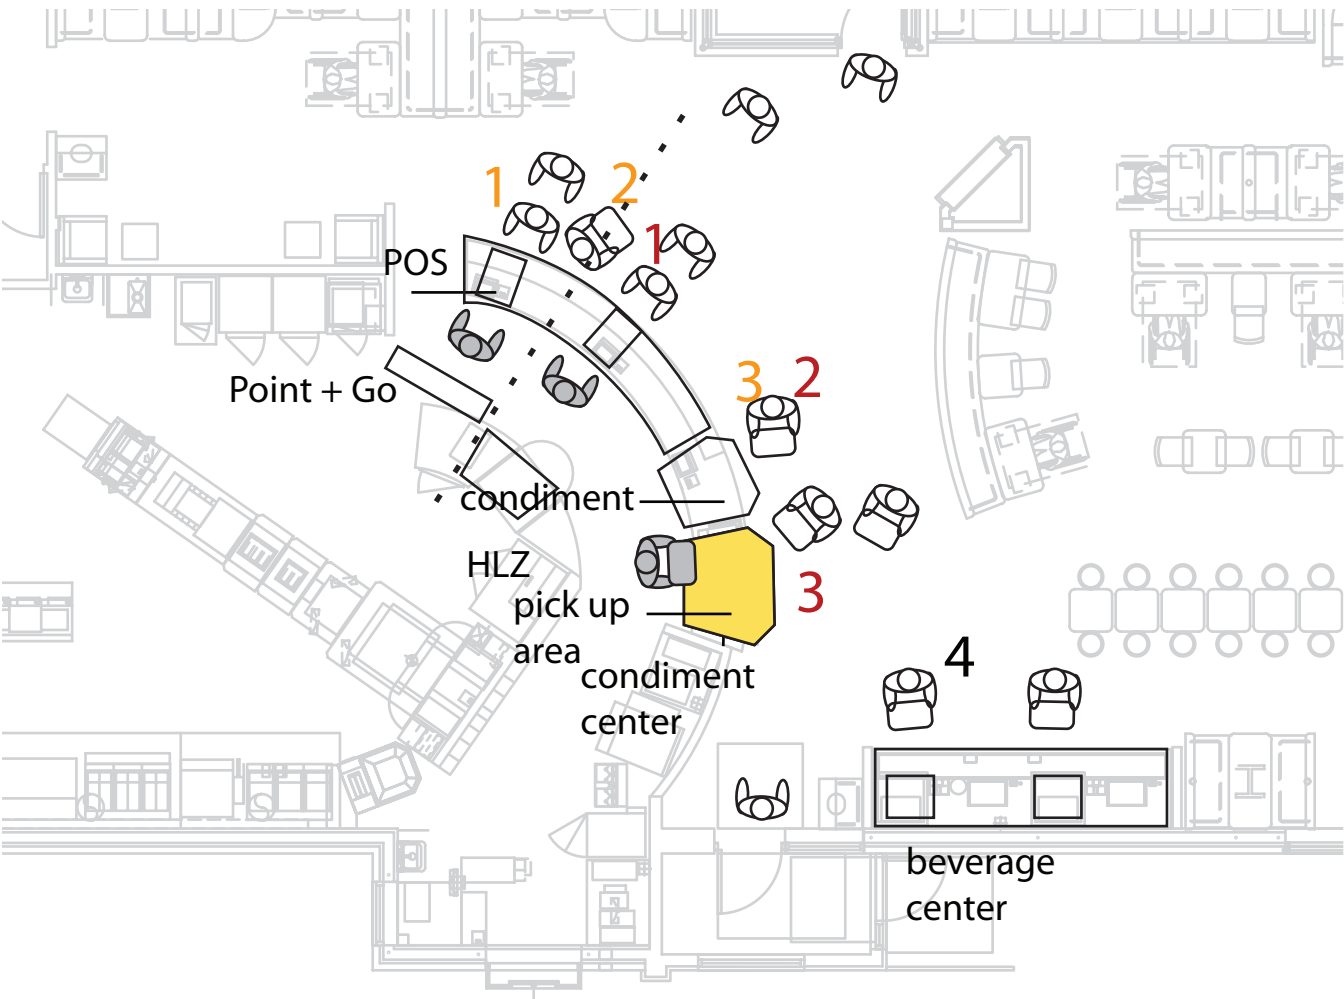 1
2
1
POS
Point + Go
3
2
condiment
HLZ
3
pick up
area
condiment
center
4
beverage
center